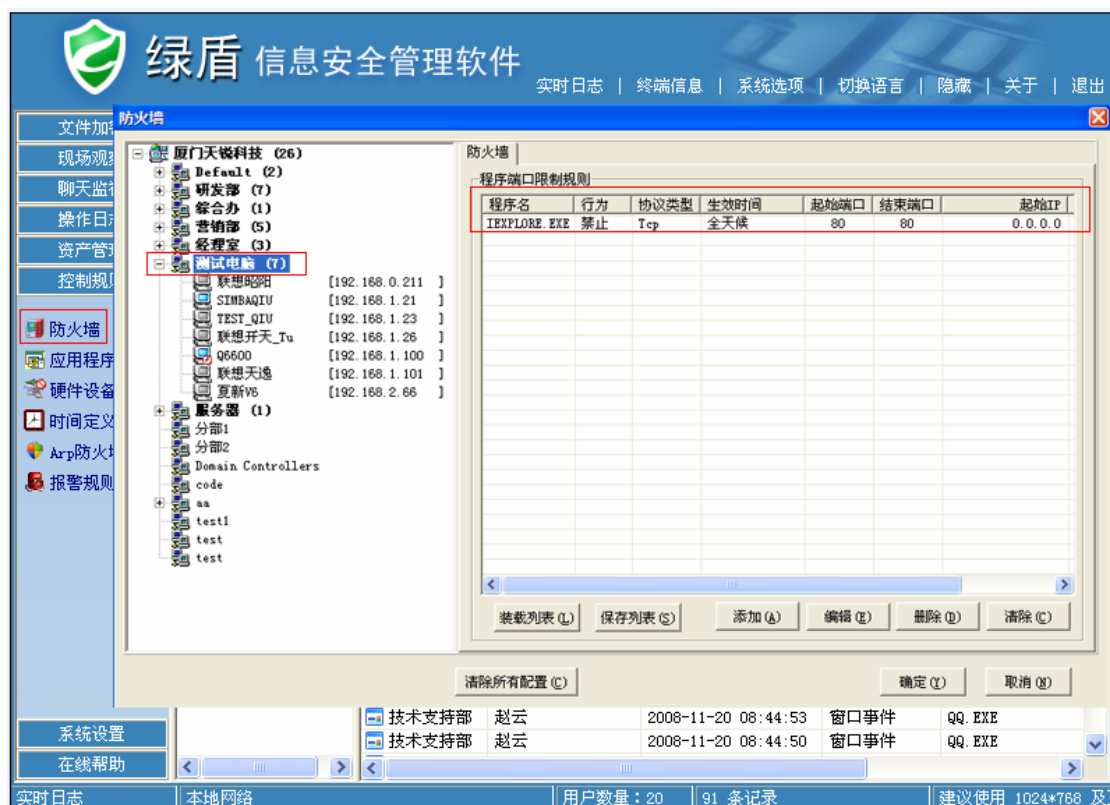 绿盾 信息安全管理软件
实时日志 | 终端信息 | 系统选项 | 切换语言 | 隐藏 | 关于 | 退出
防火墙
文件加
现场观
聊天监
操作日
资产管
控制规
防火墙
应用程序
硬件设备
时间定义
Arp防火
报警规则
系统设置
在线帮助
厦门天锐科技 (26)
Default (2)
研发部 (7)
综合办 (1)
营销部 (5)
经理室 (3)
测试电脑 (7)
联想昭阳 [192.168.0.211 ]
SIMBAQIU [192.168.1.21 ]
TEST_QIU [192.168.1.23 ]
联想开天_Tu [192.168.1.26 ]
Q6600 [192.168.1.100 ]
联想天逸 [192.168.1.101 ]
夏新V6 [192.168.2.66 ]
服务器 (1)
分部1
分部2
Domain Controllers
code
aa
test1
test
test
防火墙
程序端口限制规则
程序名 行为 协议类型 生效时间 起始端口 结束端口 起始IP
IEXPLORE.EXE 禁止 Tcp 全天候 80 80 0.0.0.0
装载列表(L) 保存列表(S) 添加(A) 编辑(E) 删除(D) 清除(C)
清除所有配置(C) 确定(Y) 取消(N)
技术支持部 赵云 2008-11-20 08:44:53 窗口事件 QQ.EXE
技术支持部 赵云 2008-11-20 08:44:50 窗口事件 QQ.EXE
实时日志 本地网络 用户数量：20 91 条记录 建议使用 1024*768 及